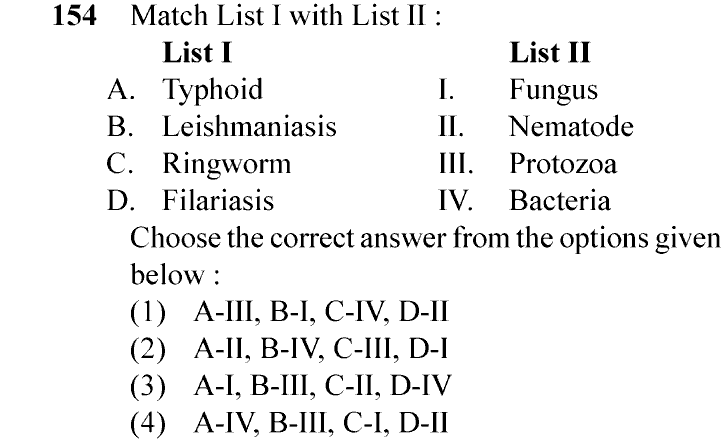 154 Match List I with List II :
List I List II
A. Typhoid I. Fungus
B. Leishmaniasis II. Nematode
C. Ringworm III. Protozoa
D. Filariasis IV. Bacteria
Choose the correct answer from the options given
below :
(1) A-III, B-I, C-IV, D-II
(2) A-II, B-IV, C-III, D-I
(3) A-I, B-III, C-II, D-IV
(4) A-IV, B-III, C-I, D-II